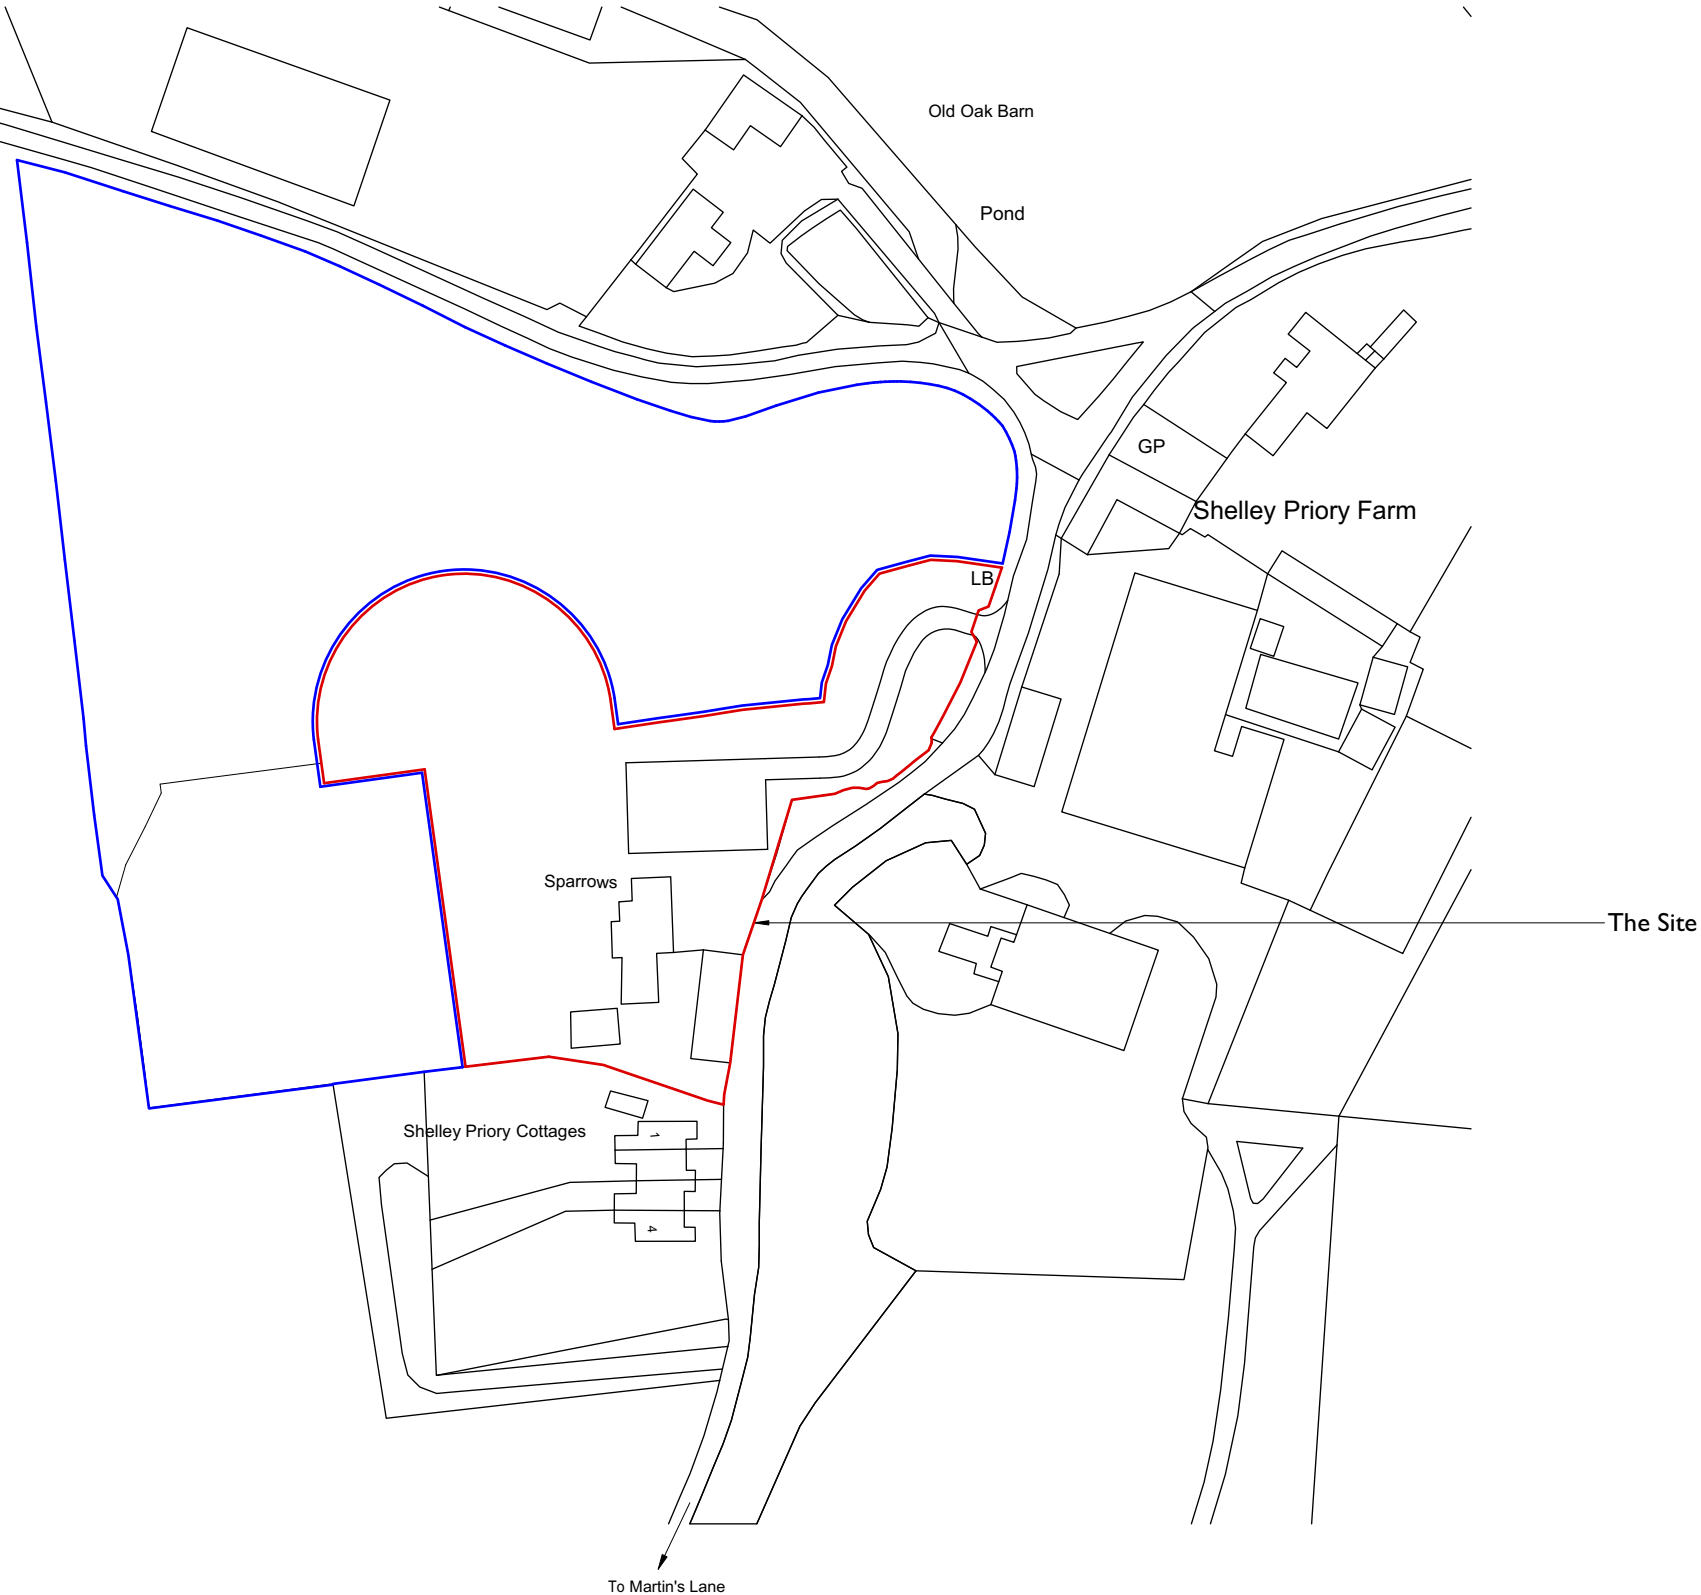 Old Oak Barn
Pond
GP
Shelley Priory Farm
LB
Sparrows
The Site
Shelley Priory Cottages
1
4
To Martin's Lane